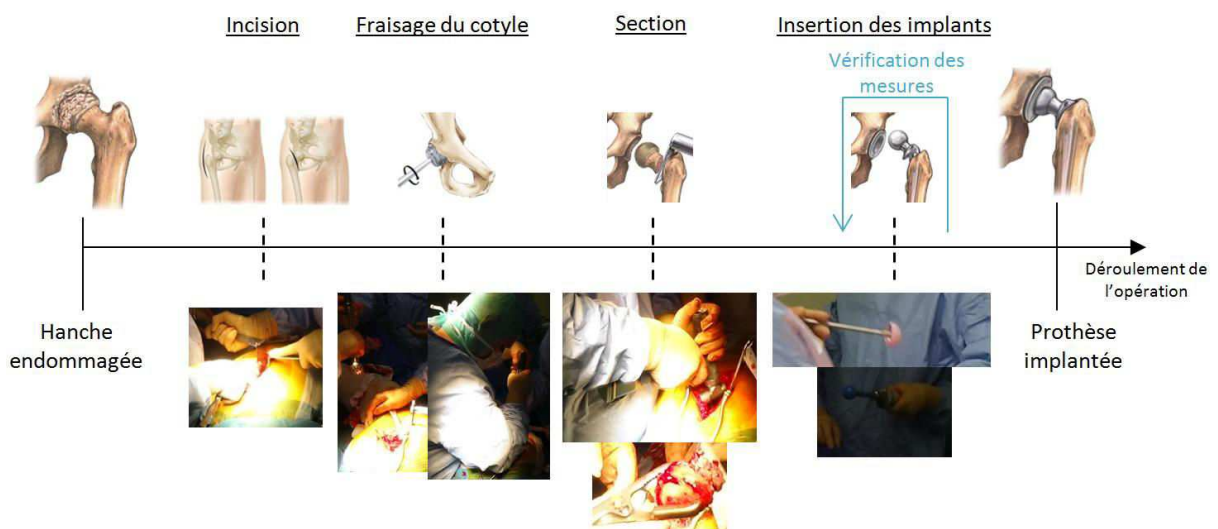 Incision
Fraisage du cotyle
Section
Insertion des implants
Vérification des
mesures
Déroulement de
l'opération
Hanche
endommagée
Prothèse
implantée